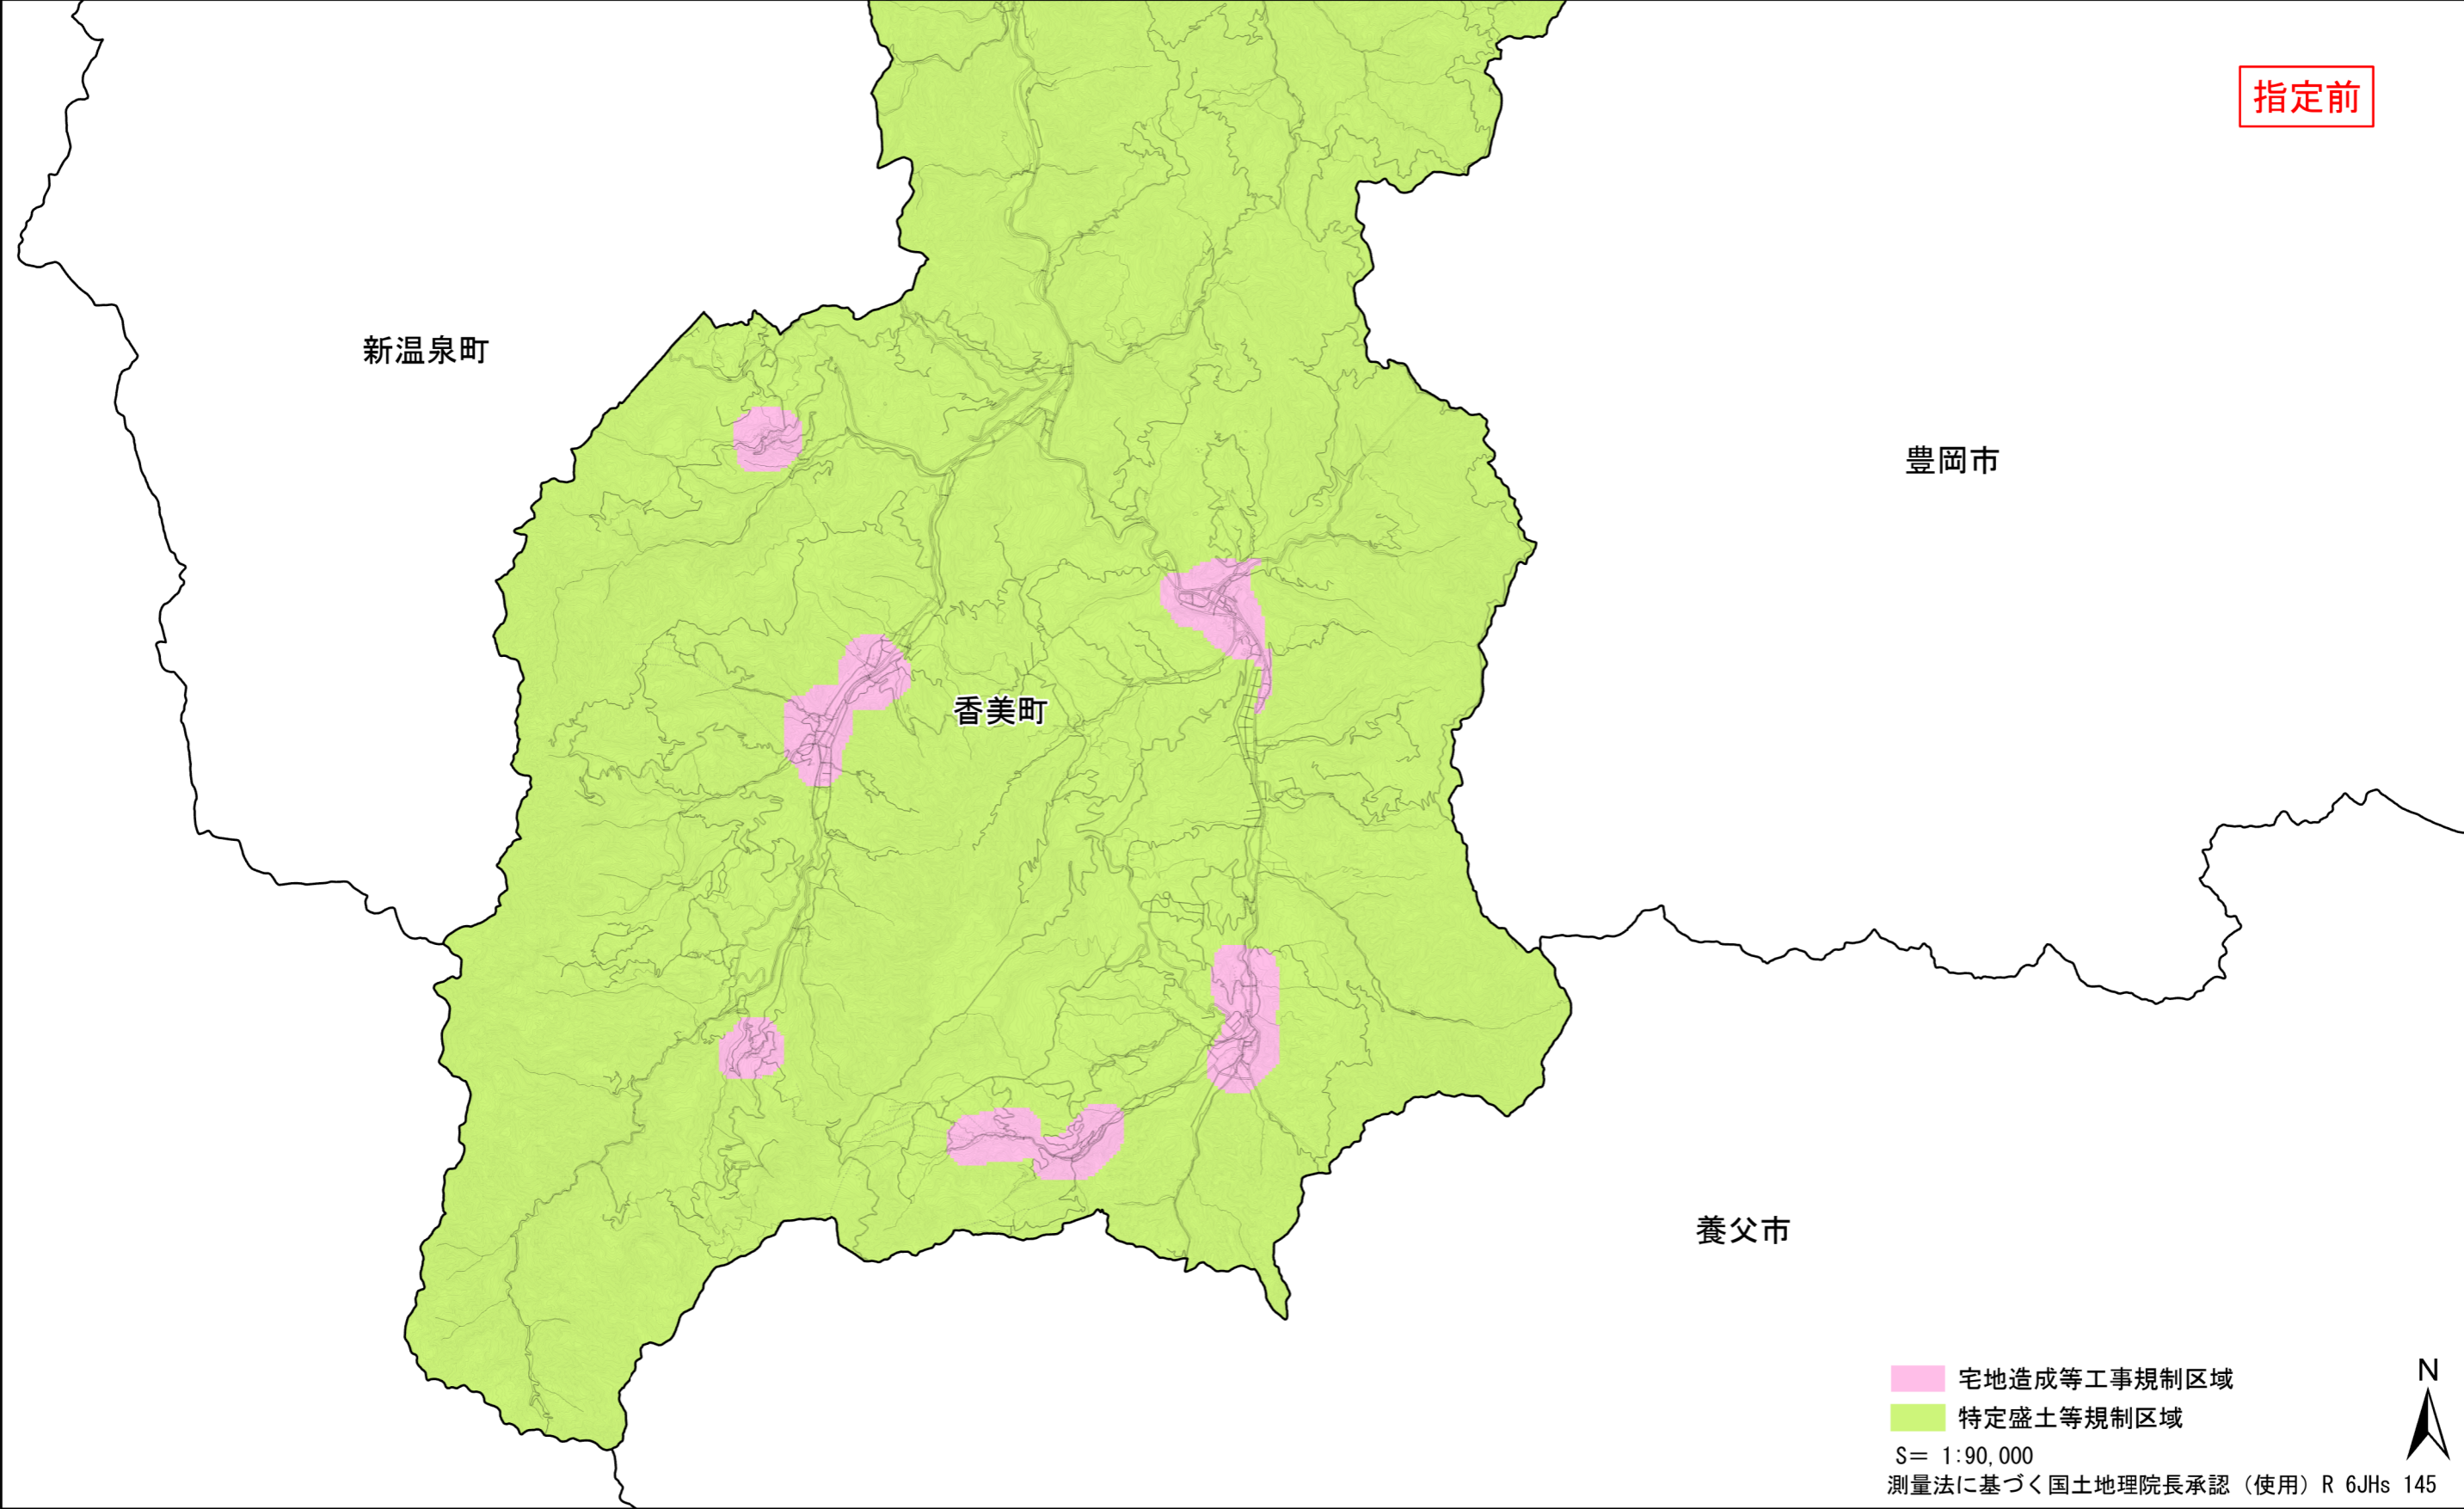 指定前
新温泉町
豊岡市
香美町
養父市
N
宅地造成等工事規制区域
特定盛土等規制区域
S＝ 1:90,000
測量法に基づく国土地理院長承認（使用）R 6JHs 145